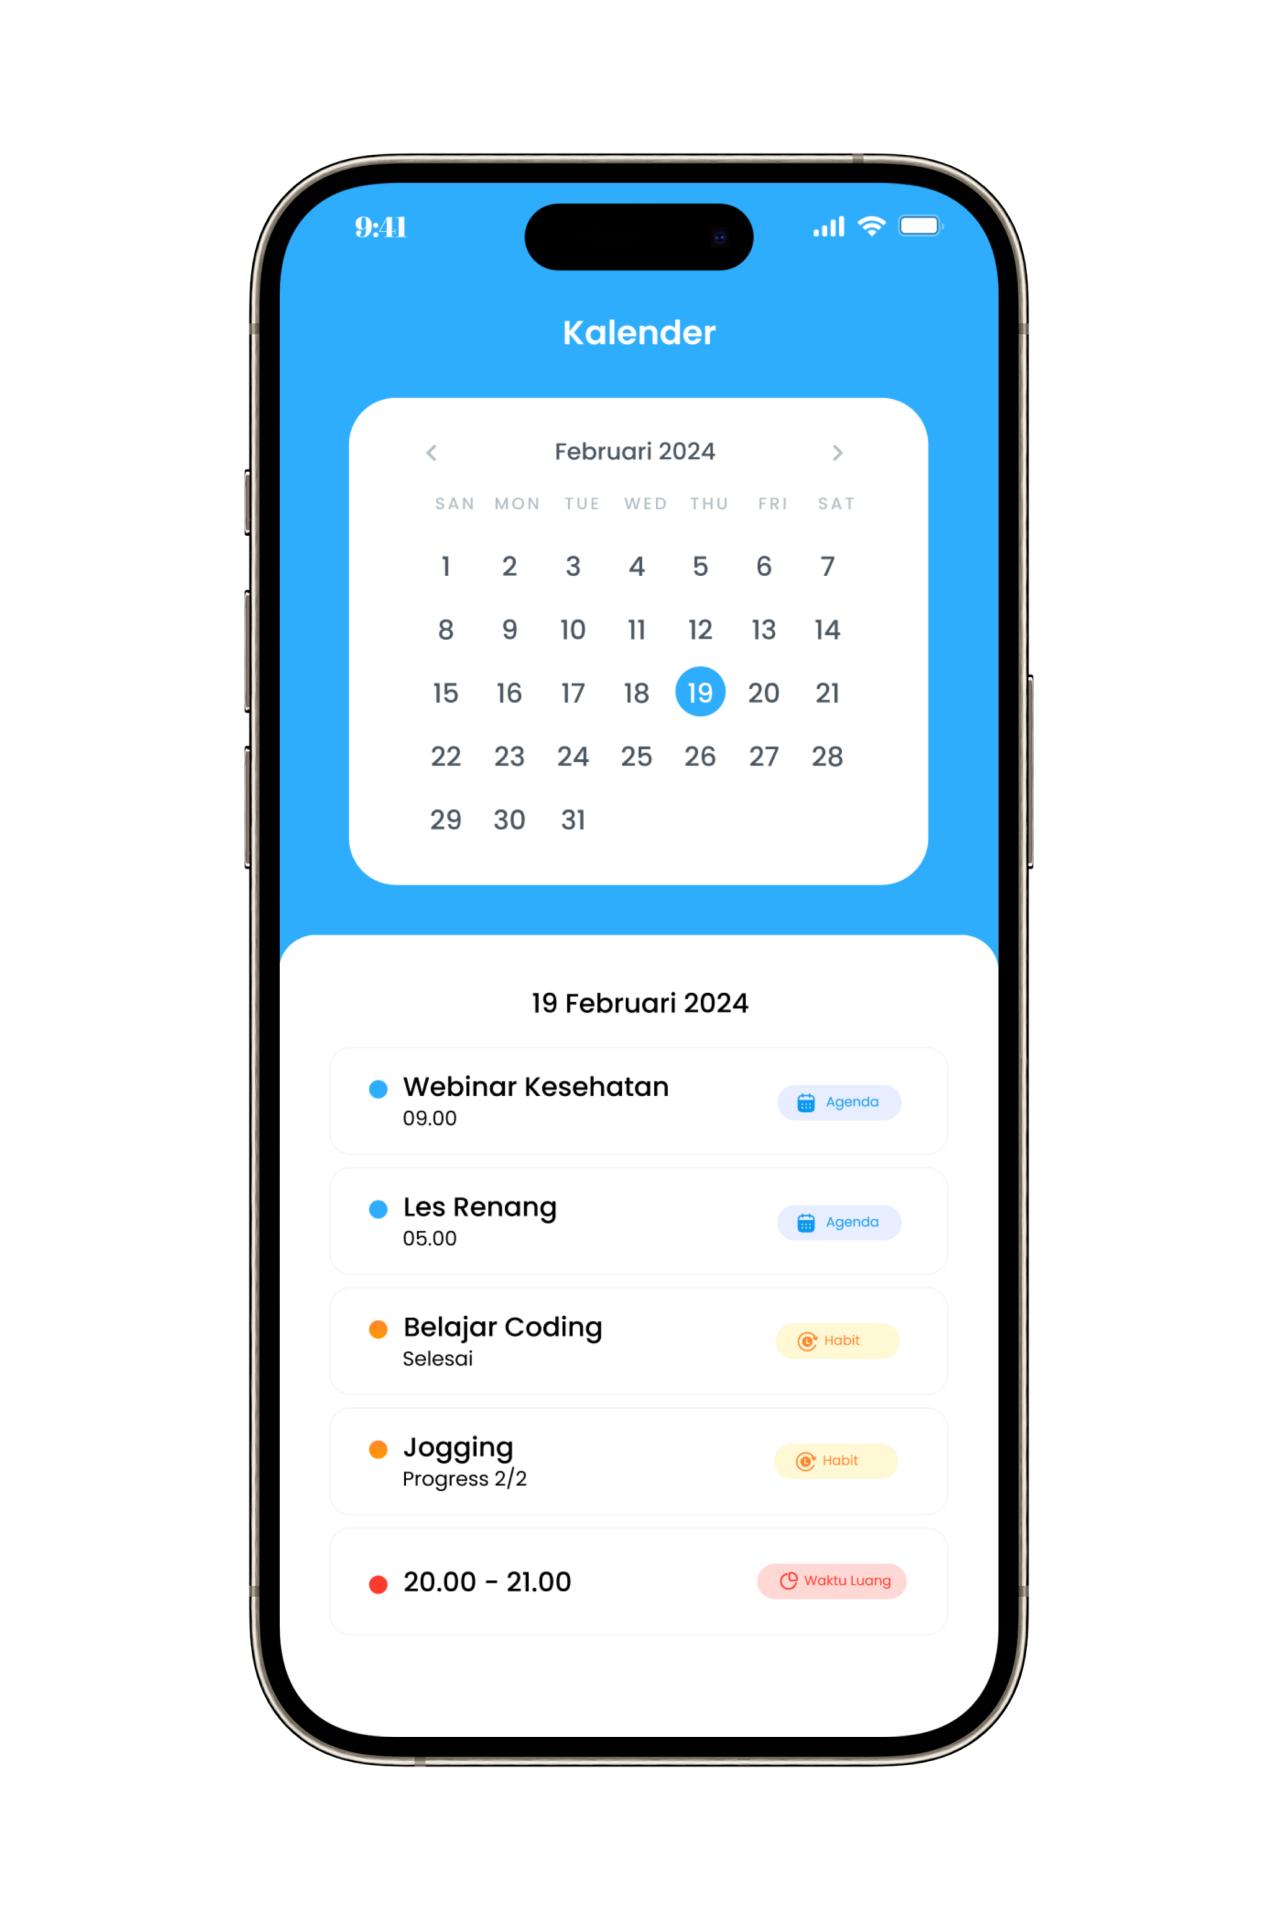 9:41
Kalender
Februari 2024
SAN MON TUE WED THU FRI SAT
1 2 3 4 5 6 7
8 9 10 11 12 13 14
15 16 17 18 19 20 21
22 23 24 25 26 27 28
29 30 31
19 Februari 2024
Webinar Kesehatan
09.00
Agenda
Les Renang
05.00
Agenda
Belajar Coding
Selesai
Habit
Jogging
Progress 2/2
Habit
20.00 - 21.00
Waktu Luang